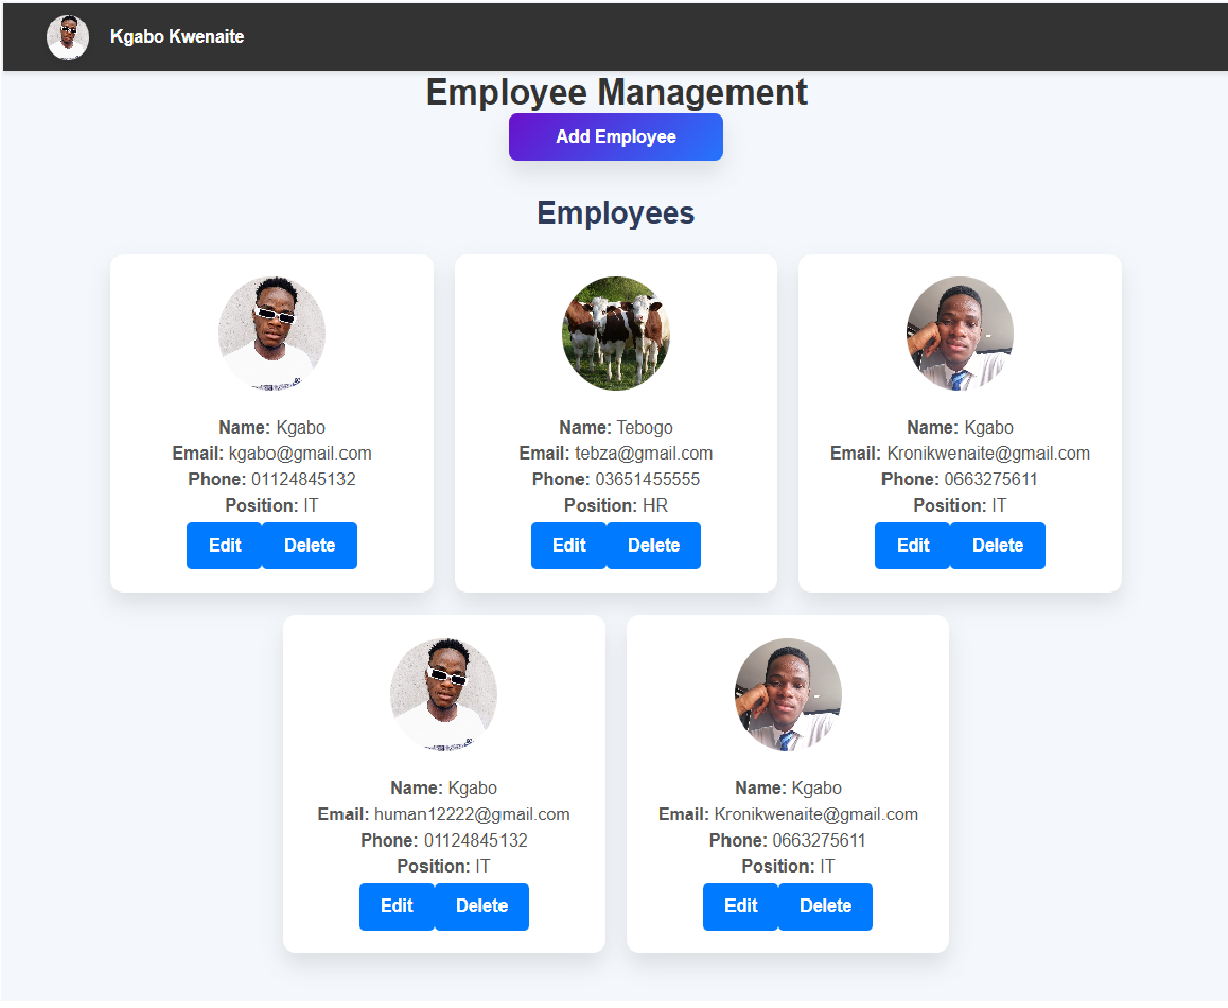 Kgabo Kwenaite
Employee Management
Add Employee
Employees
Name: Kgabo
Email: kgabo@gmail.com
Phone: 01124845132
Position: IT
Edit Delete
Name: Tebogo
Email: tebza@gmail.com
Phone: 03651455555
Position: HR
Edit Delete
Name: Kgabo
Email: Kronikwenaite@gmail.com
Phone: 0663275611
Position: IT
Edit Delete
Name: Kgabo
Email: human12222@gmail.com
Phone: 01124845132
Position: IT
Edit Delete
Name: Kgabo
Email: Kronikwenaite@gmail.com
Phone: 0663275611
Position: IT
Edit Delete